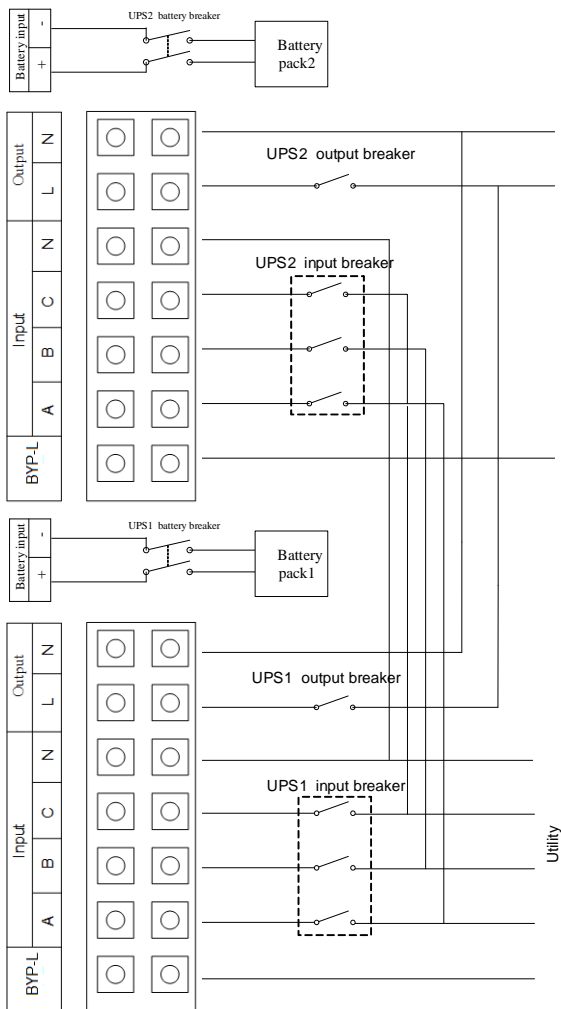 Battery input
-
+
UPS2 battery breaker
Battery
pack2
Output
N
L
UPS2 output breaker
Input
N
C
B
A
UPS2 input breaker
BYP-L
Battery input
-
+
UPS1 battery breaker
Battery
pack1
Output
N
L
UPS1 output breaker
Input
N
C
B
A
UPS1 input breaker
Utility
BYP-L